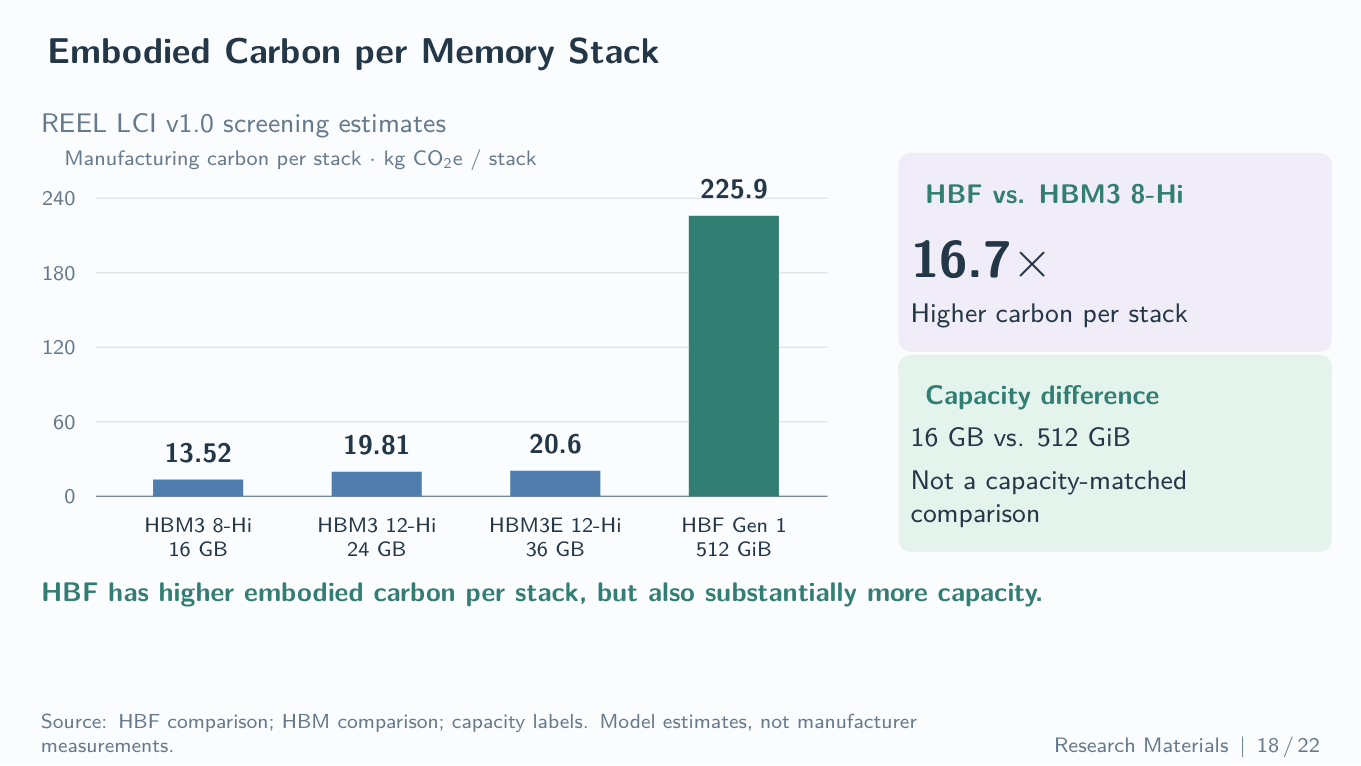 Embodied Carbon per Memory Stack
REEL LCI v1.0 screening estimates
Manufacturing carbon per stack · kg CO₂e / stack
240
180
120
60
0
13.52
19.81
20.6
225.9
HBM3 8-Hi
16 GB
HBM3 12-Hi
24 GB
HBM3E 12-Hi
36 GB
HBF Gen 1
512 GiB
HBF vs. HBM3 8-Hi
16.7×
Higher carbon per stack
Capacity difference
16 GB vs. 512 GiB
Not a capacity-matched
comparison
HBF has higher embodied carbon per stack, but also substantially more capacity.
Source: HBF comparison; HBM comparison; capacity labels. Model estimates, not manufacturer
measurements.
Research Materials | 18 / 22